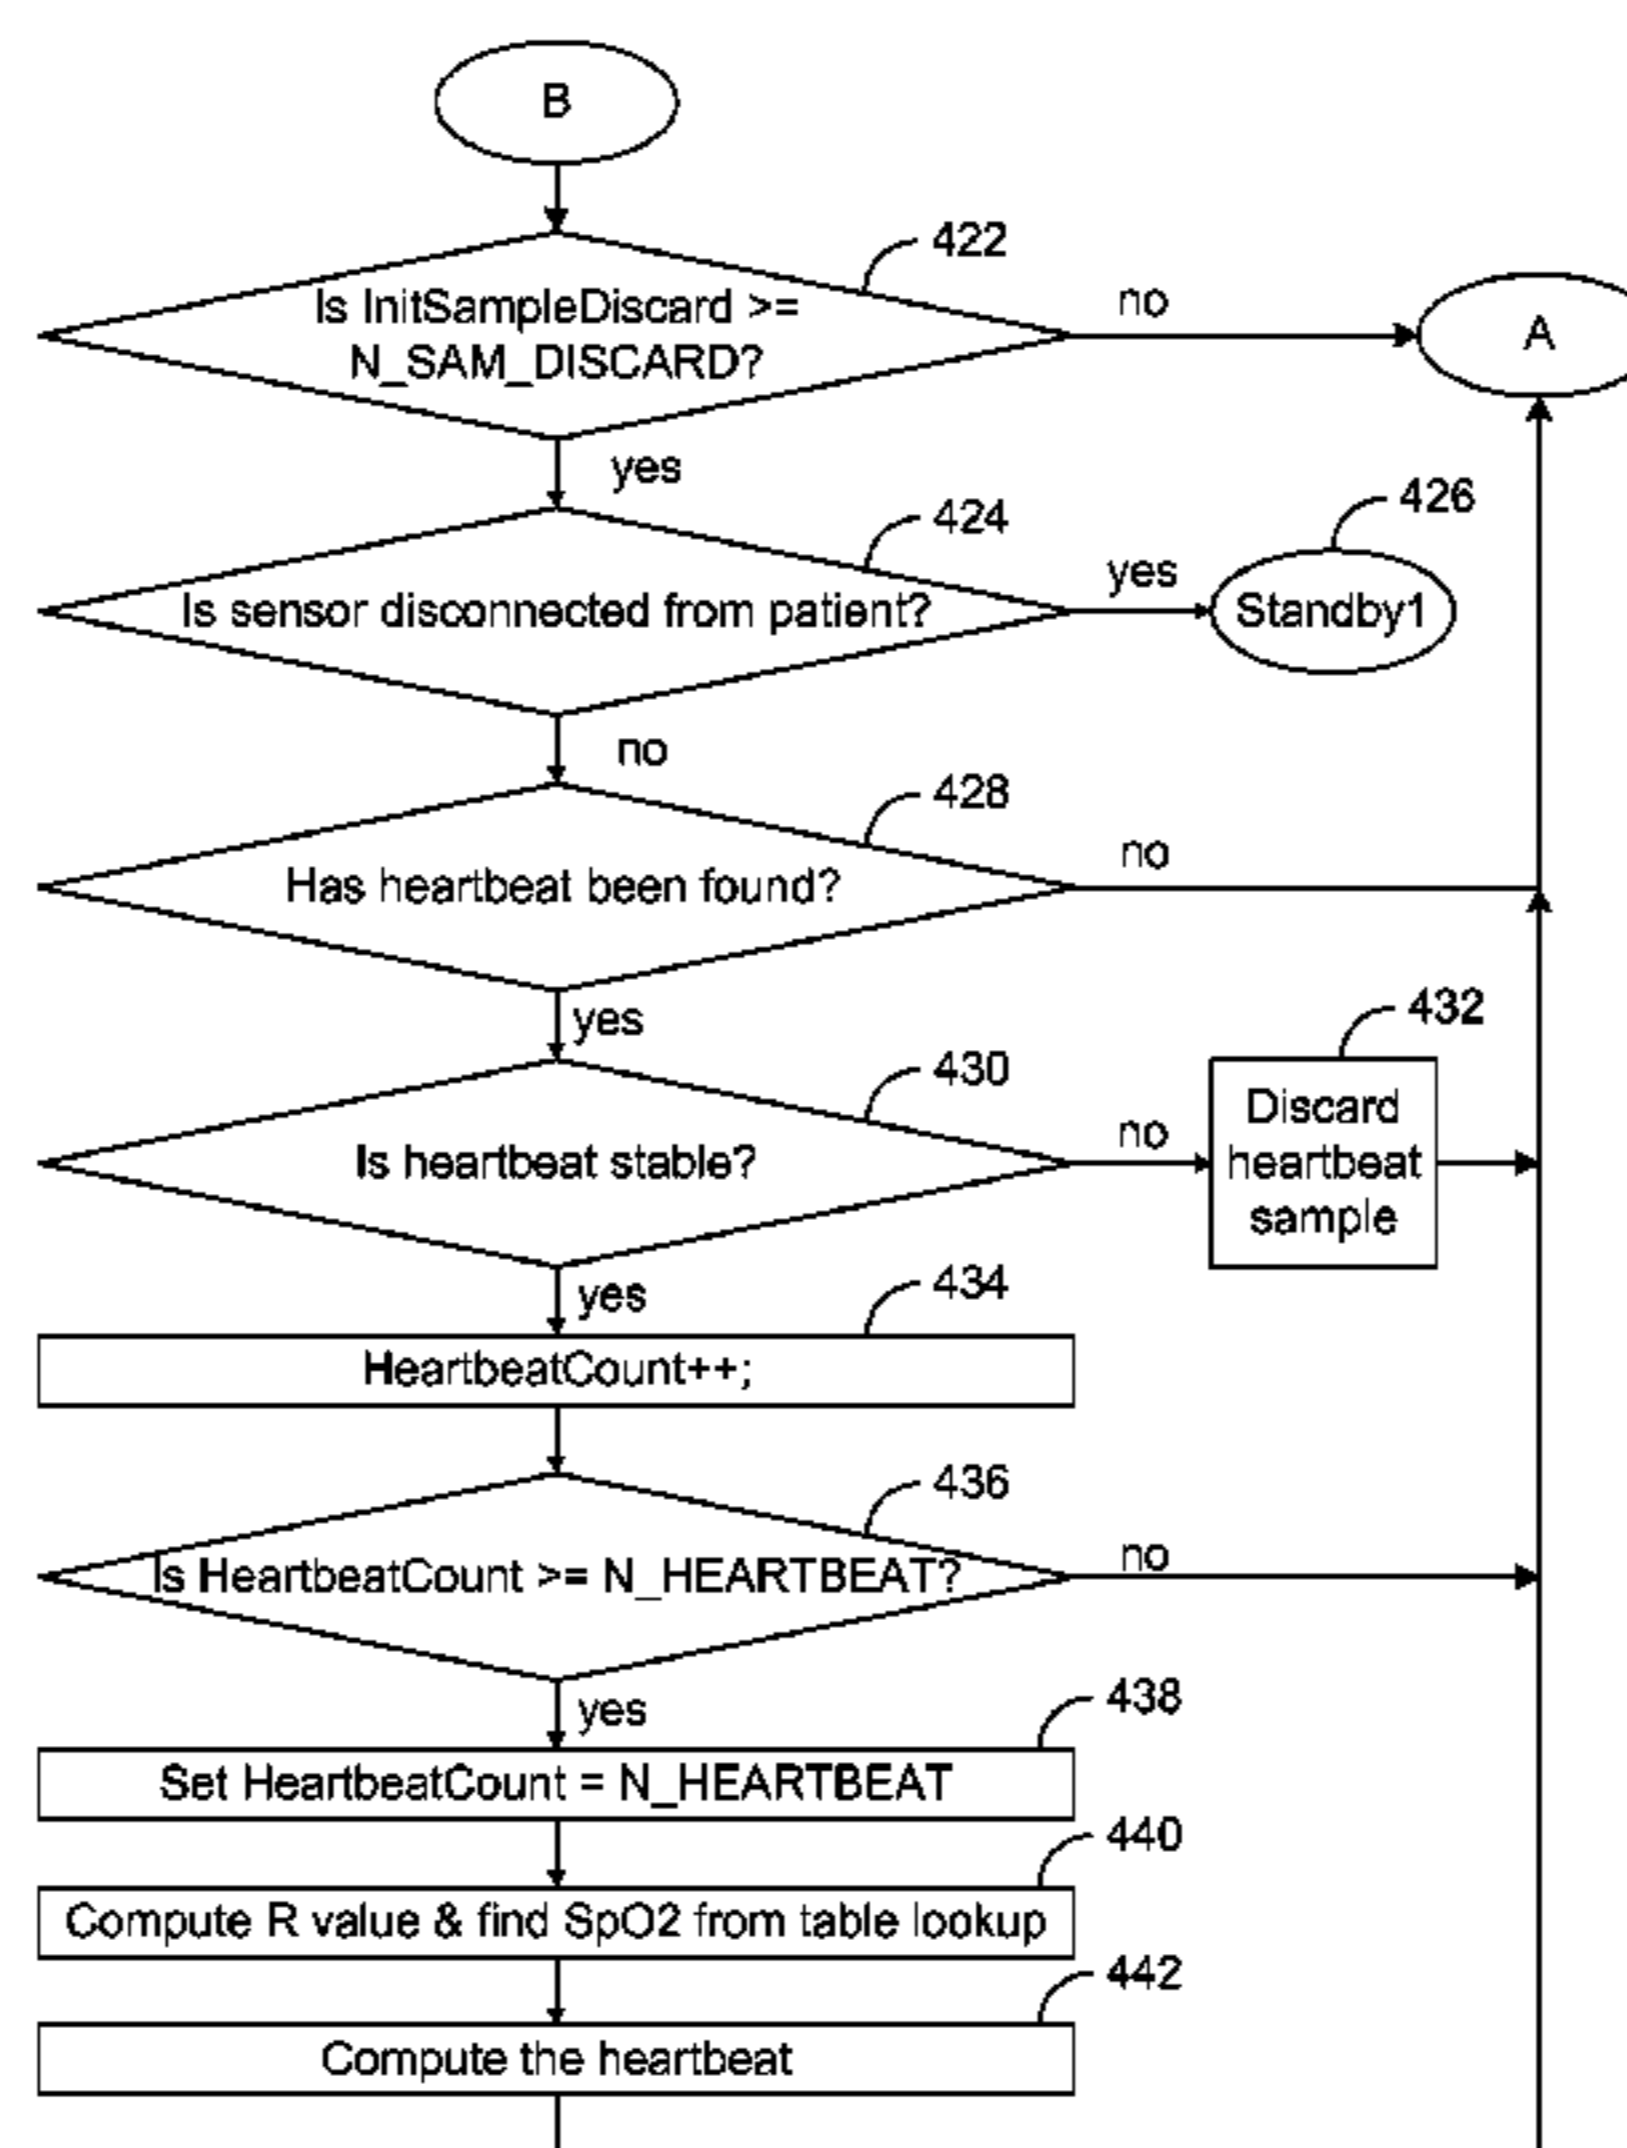 B
422
Is InitSampleDiscard >=
N_SAM_DISCARD?
no
A
yes
424
426
Is sensor disconnected from patient?
yes
Standby1
no
428
Has heartbeat been found?
no
yes
430
432
Is heartbeat stable?
no
Discard
heartbeat
sample
yes
434
HeartbeatCount++;
436
Is HeartbeatCount >= N_HEARTBEAT?
no
yes
438
Set HeartbeatCount = N_HEARTBEAT
440
Compute R value & find SpO2 from table lookup
442
Compute the heartbeat